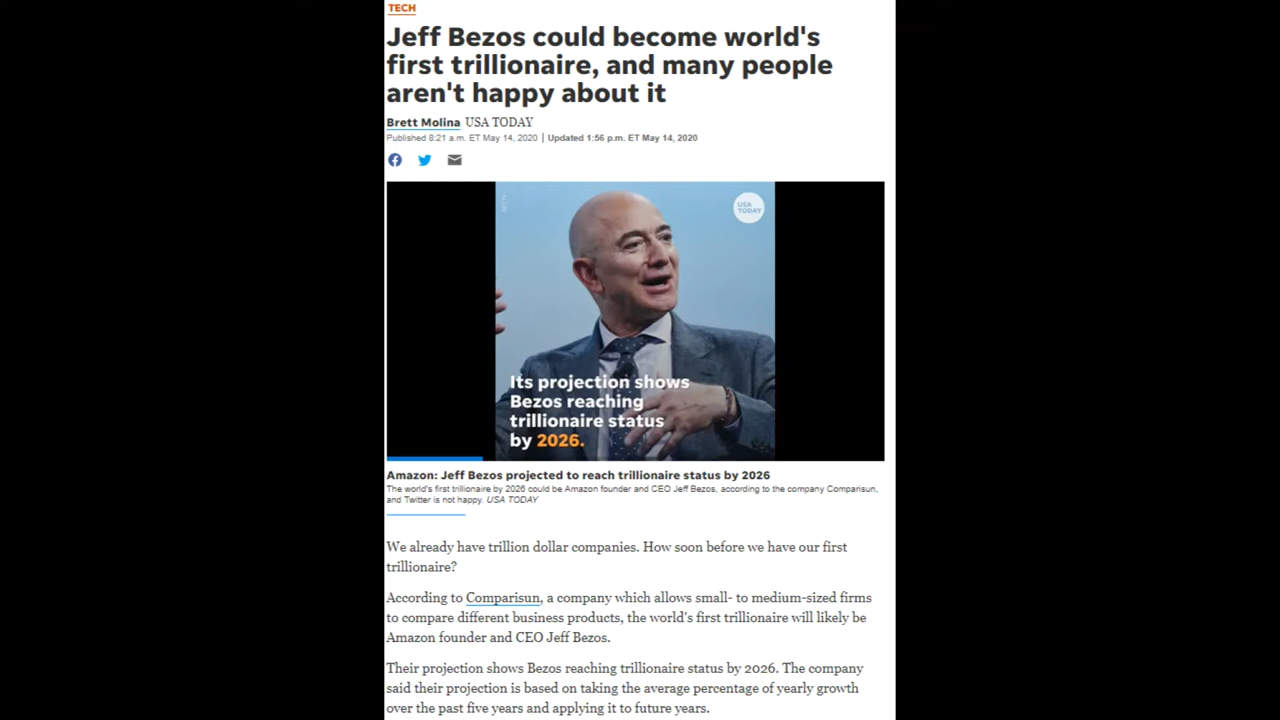 TECH
Jeff Bezos could become world's
first trillionaire, and many people
aren't happy about it
Brett Molina USA TODAY
Published 8:21 a.m. ET May 14, 2020 | Updated 1:56 p.m. ET May 14, 2020
USA
TODAY
Its projection shows
Bezos reaching
trillionaire status
by 2026.
Amazon: Jeff Bezos projected to reach trillionaire status by 2026
The world's first trillionaire by 2026 could be Amazon founder and CEO Jeff Bezos, according to the company Comparisun,
and Twitter is not happy. USA TODAY
We already have trillion dollar companies. How soon before we have our first
trillionaire?
According to Comparisun, a company which allows small- to medium-sized firms
to compare different business products, the world's first trillionaire will likely be
Amazon founder and CEO Jeff Bezos.
Their projection shows Bezos reaching trillionaire status by 2026. The company
said their projection is based on taking the average percentage of yearly growth
over the past five years and applying it to future years.